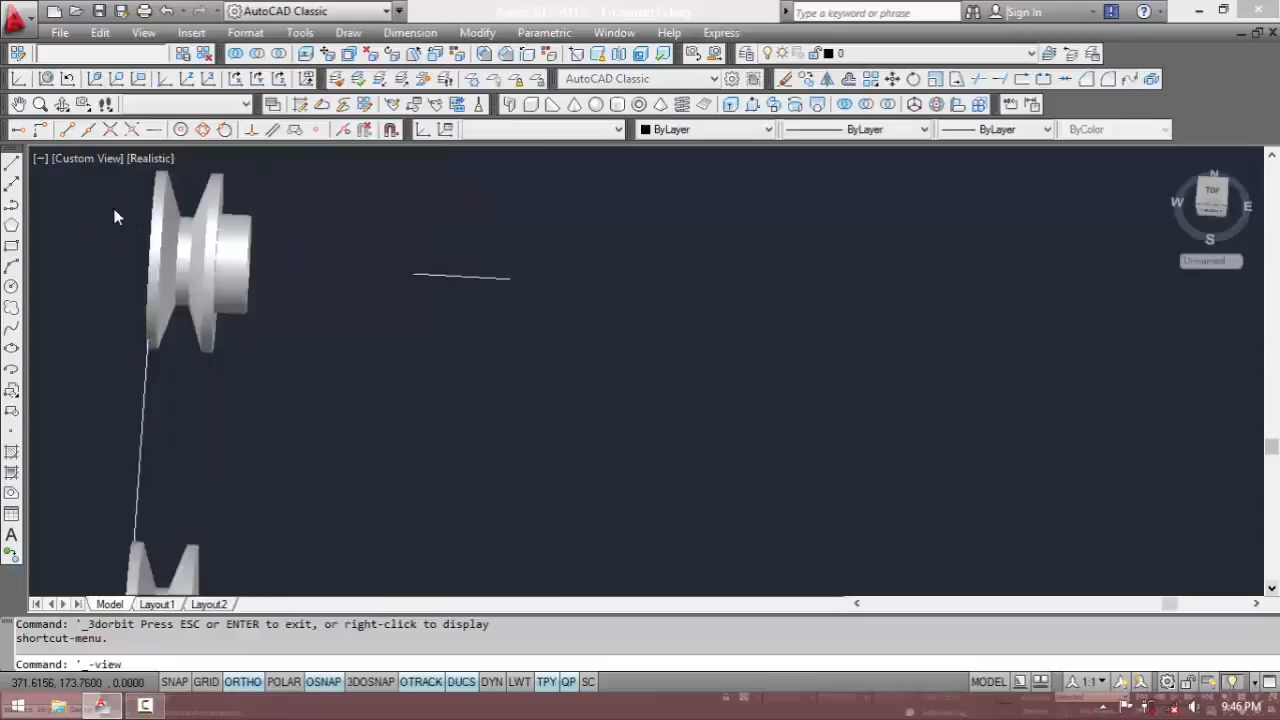 AutoCAD Classic
Type a keyword or phrase
Sign In
File Edit View Insert Format Tools Draw Dimension Modify Parametric Window Help Express
0
AutoCAD Classic
ByLayer
ByLayer
ByLayer
ByColor
[−] [Custom View] [Realistic]
N
W TOP E
S
Unnamed
Model Layout1 Layout2
Command: '_3dorbit Press ESC or ENTER to exit, or right-click to display
shortcut-menu.
Command: '_-view
371.6156, 173.7600, 0.0000 SNAP GRID ORTHO POLAR OSNAP 3DOSNAP OTRACK DUCS DYN LWT TPY QP SC MODEL 1:1
9:46 PM